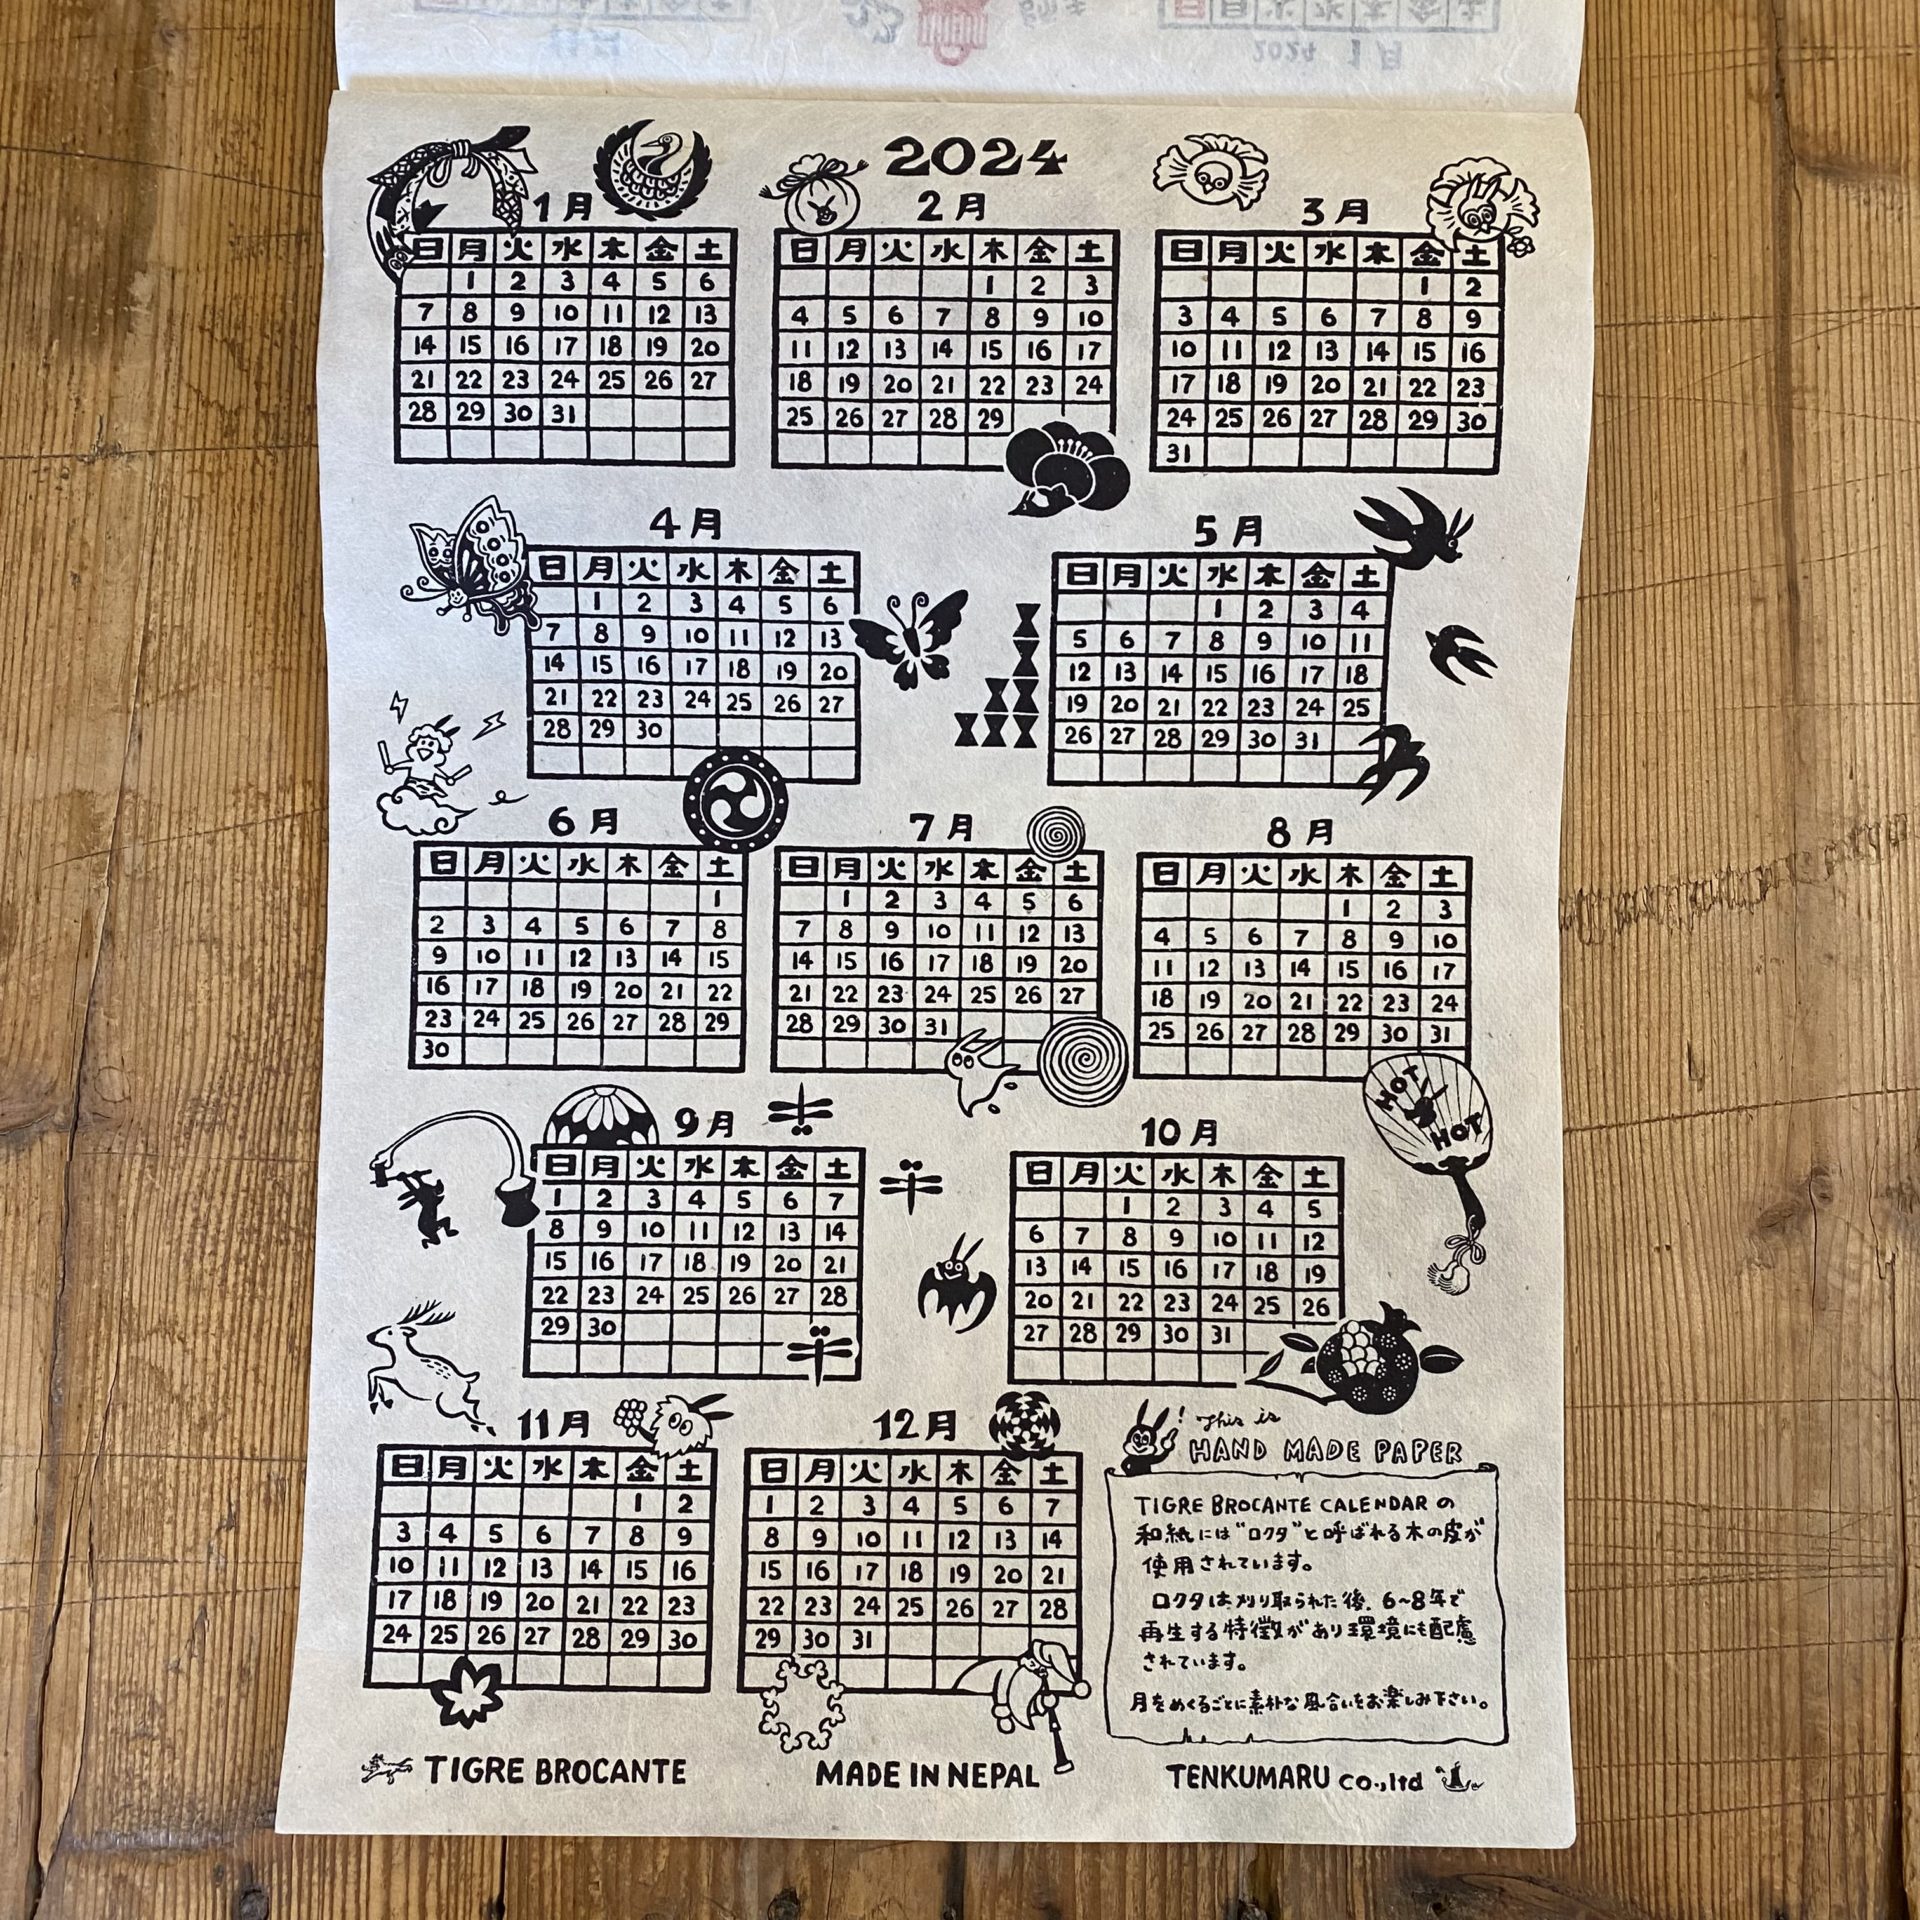 2024 1月
2024
1月
日 月 火 水 木 金 土
1 2 3 4 5 6
7 8 9 10 11 12 13
14 15 16 17 18 19 20
21 22 23 24 25 26 27
28 29 30 31
2月
日 月 火 水 木 金 土
1 2 3
4 5 6 7 8 9 10
11 12 13 14 15 16 17
18 19 20 21 22 23 24
25 26 27 28 29
3月
日 月 火 水 木 金 土
1 2
3 4 5 6 7 8 9
10 11 12 13 14 15 16
17 18 19 20 21 22 23
24 25 26 27 28 29 30
31
4月
日 月 火 水 木 金 土
1 2 3 4 5 6
7 8 9 10 11 12 13
14 15 16 17 18 19 20
21 22 23 24 25 26 27
28 29 30
5月
日 月 火 水 木 金 土
1 2 3 4
5 6 7 8 9 10 11
12 13 14 15 16 17 18
19 20 21 22 23 24 25
26 27 28 29 30 31
6月
日 月 火 水 木 金 土
1
2 3 4 5 6 7 8
9 10 11 12 13 14 15
16 17 18 19 20 21 22
23 24 25 26 27 28 29
30
7月
日 月 火 水 木 金 土
1 2 3 4 5 6
7 8 9 10 11 12 13
14 15 16 17 18 19 20
21 22 23 24 25 26 27
28 29 30 31
8月
日 月 火 水 木 金 土
1 2 3
4 5 6 7 8 9 10
11 12 13 14 15 16 17
18 19 20 21 22 23 24
25 26 27 28 29 30 31
HOT
HOT
9月
日 月 火 水 木 金 土
1 2 3 4 5 6 7
8 9 10 11 12 13 14
15 16 17 18 19 20 21
22 23 24 25 26 27 28
29 30
10月
日 月 火 水 木 金 土
1 2 3 4 5
6 7 8 9 10 11 12
13 14 15 16 17 18 19
20 21 22 23 24 25 26
27 28 29 30 31
11月
日 月 火 水 木 金 土
1 2
3 4 5 6 7 8 9
10 11 12 13 14 15 16
17 18 19 20 21 22 23
24 25 26 27 28 29 30
12月
日 月 火 水 木 金 土
1 2 3 4 5 6 7
8 9 10 11 12 13 14
15 16 17 18 19 20 21
22 23 24 25 26 27 28
29 30 31
! This is
HAND MADE PAPER
TIGRE BROCANTE CALENDAR の
和紙には"ロクタ"と呼ばれる木の皮が
使用されています。
ロクタは刈り取られた後、6~8年で
再生する特徴があり環境にも配慮
されています。
月をめくるごとに素朴な風合いをお楽しみ下さい。
TIGRE BROCANTE
MADE IN NEPAL
TENKUMARU co.,ltd